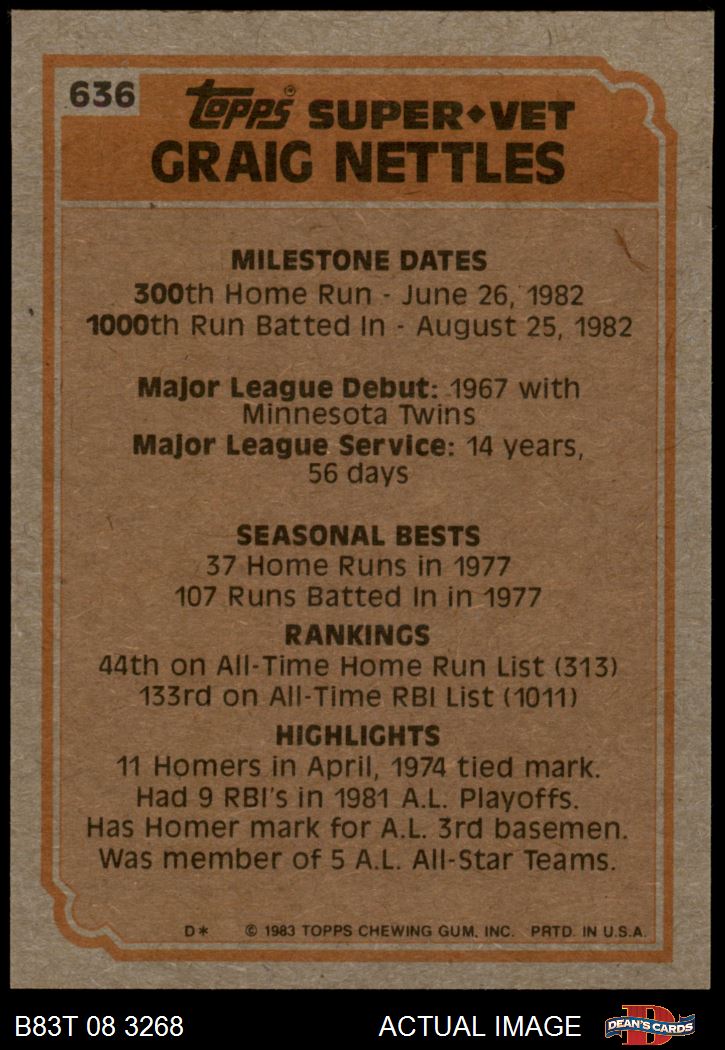 636
TOPPS SUPER♦VET
GRAIG NETTLES
MILESTONE DATES
300th Home Run - June 26, 1982
1000th Run Batted In - August 25, 1982
Major League Debut: 1967 with
Minnesota Twins
Major League Service: 14 years,
56 days
SEASONAL BESTS
37 Home Runs in 1977
107 Runs Batted In in 1977
RANKINGS
44th on All-Time Home Run List (313)
133rd on All-Time RBI List (1011)
HIGHLIGHTS
11 Homers in April, 1974 tied mark.
Had 9 RBI's in 1981 A.L. Playoffs.
Has Homer mark for A.L. 3rd basemen.
Was member of 5 A.L. All-Star Teams.
D* © 1983 TOPPS CHEWING GUM, INC. PRTD. IN U.S.A.
B83T 08 3268 ACTUAL IMAGE D DEAN'S CARDS